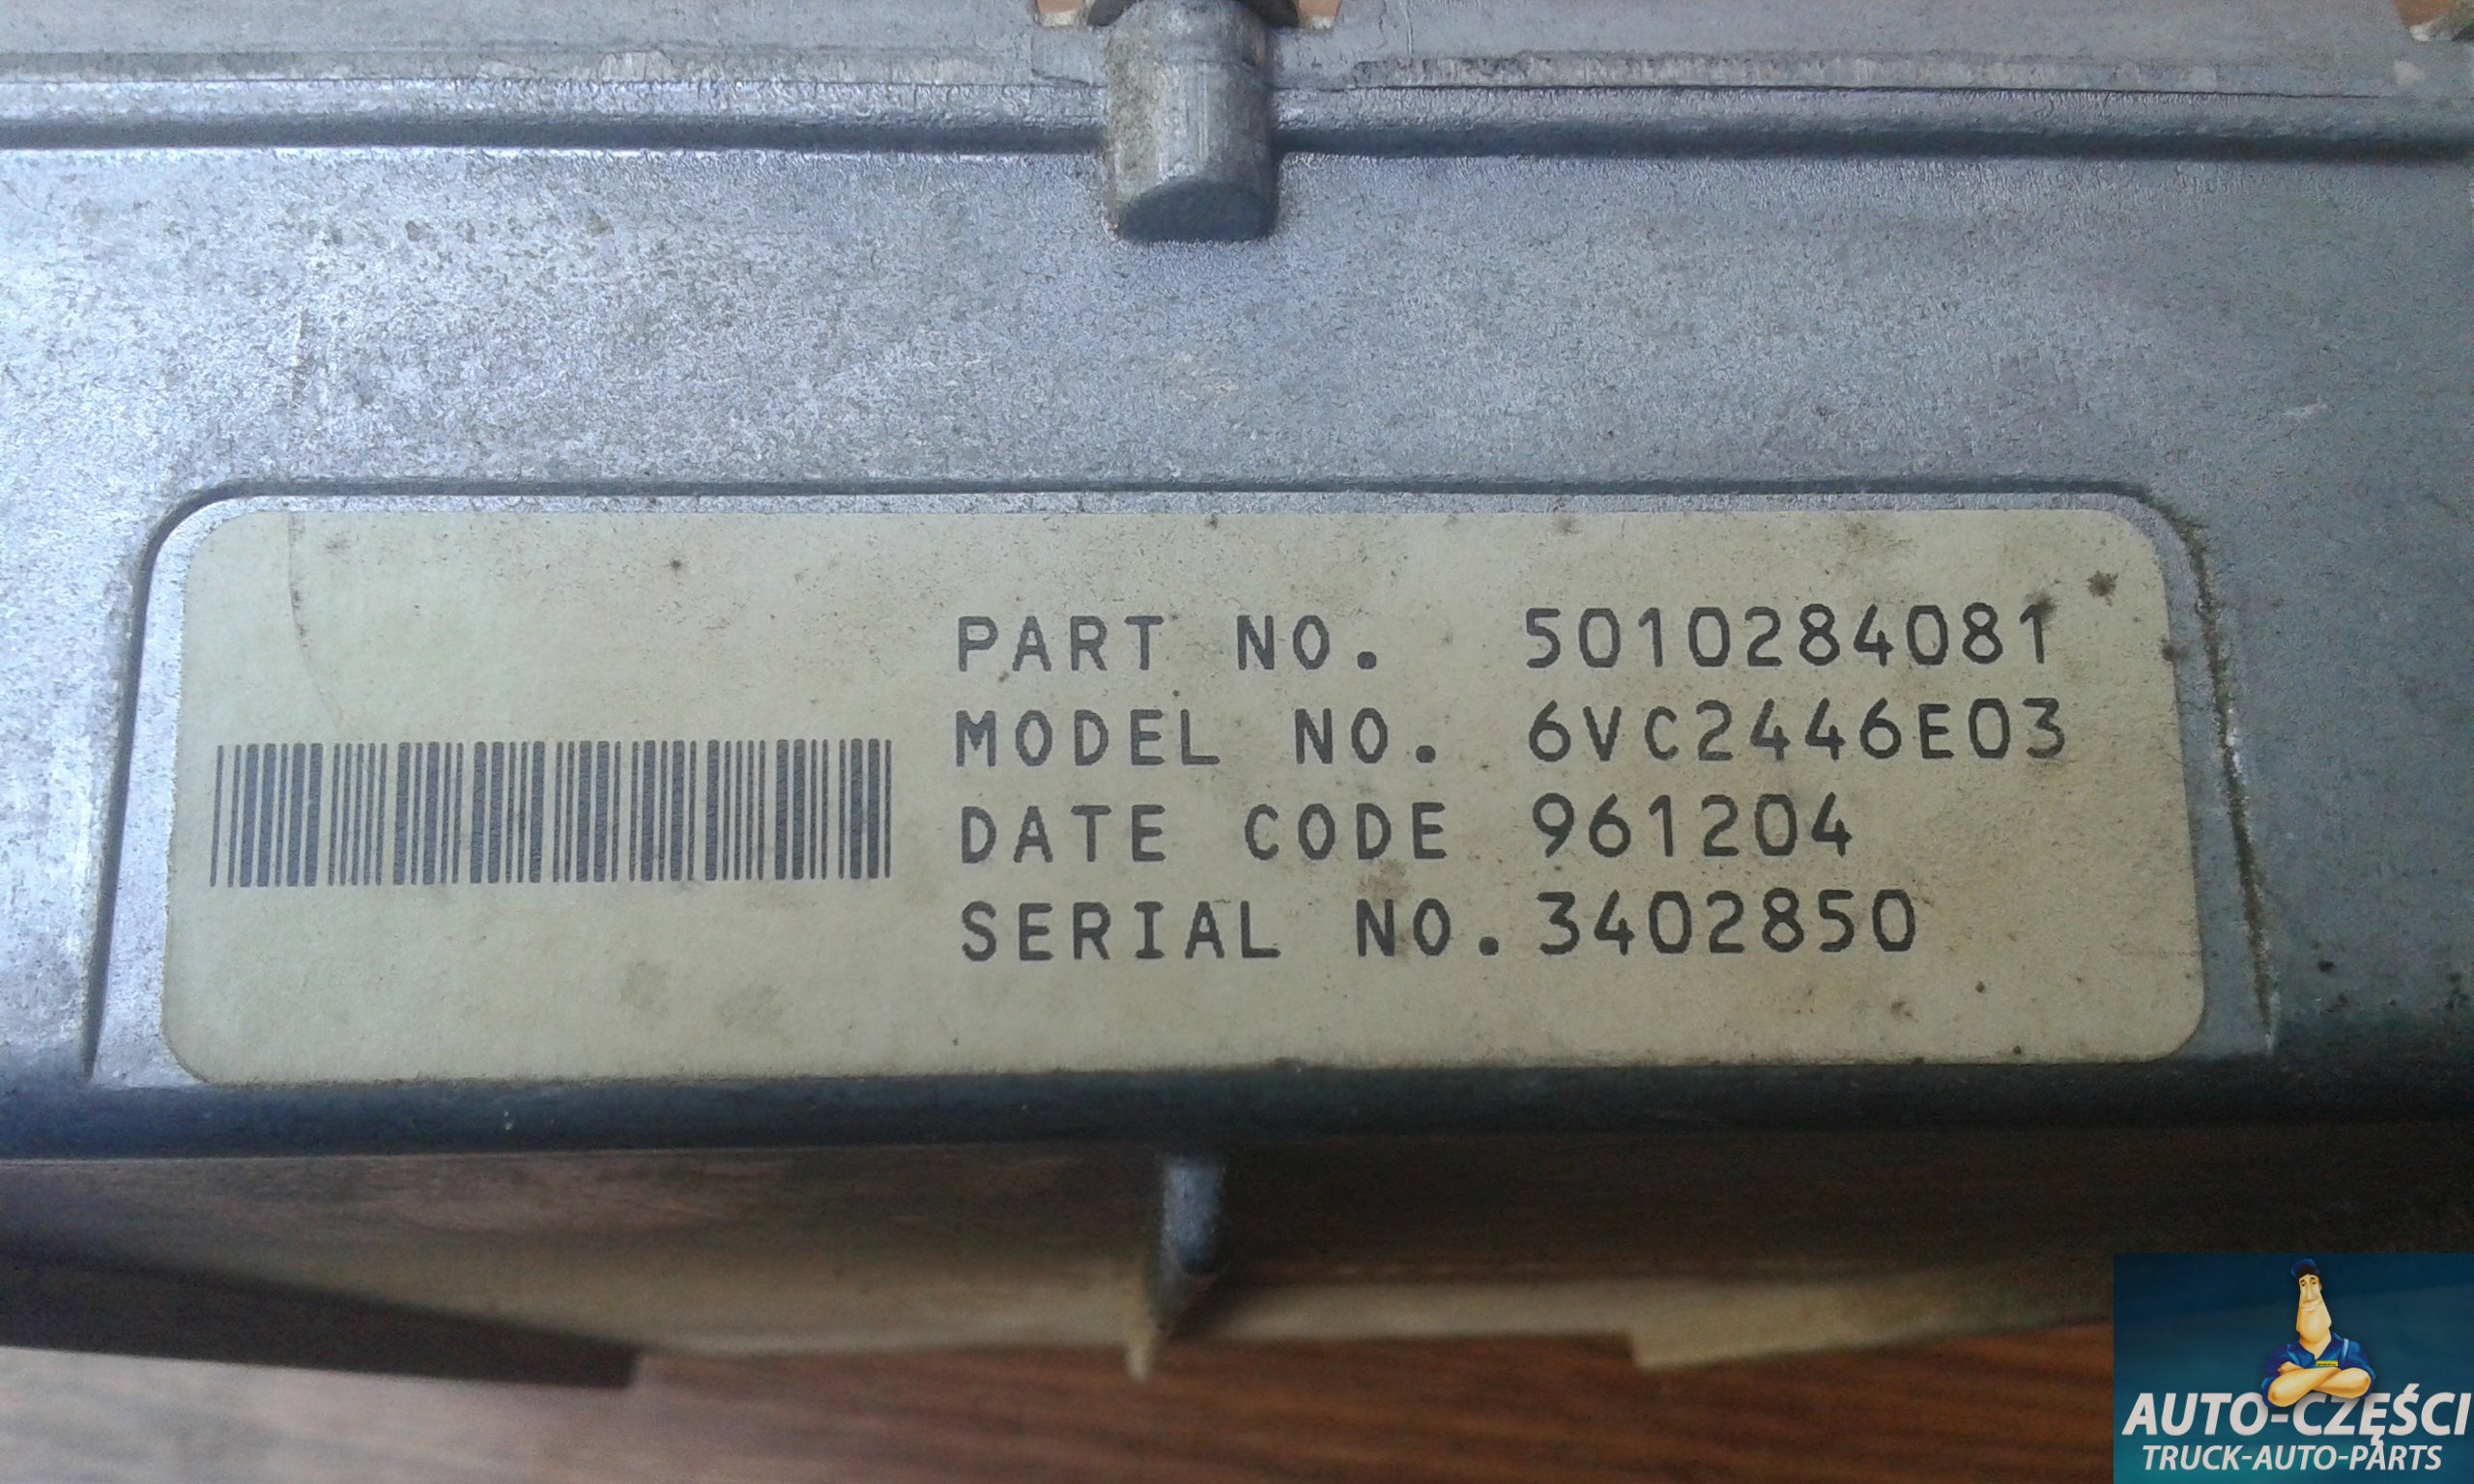 PART NO. 5010284081
MODEL NO. 6VC2446E03
DATE CODE 961204
SERIAL NO. 3402850
AUTO-CZĘŚCI
TRUCK-AUTO-PARTS